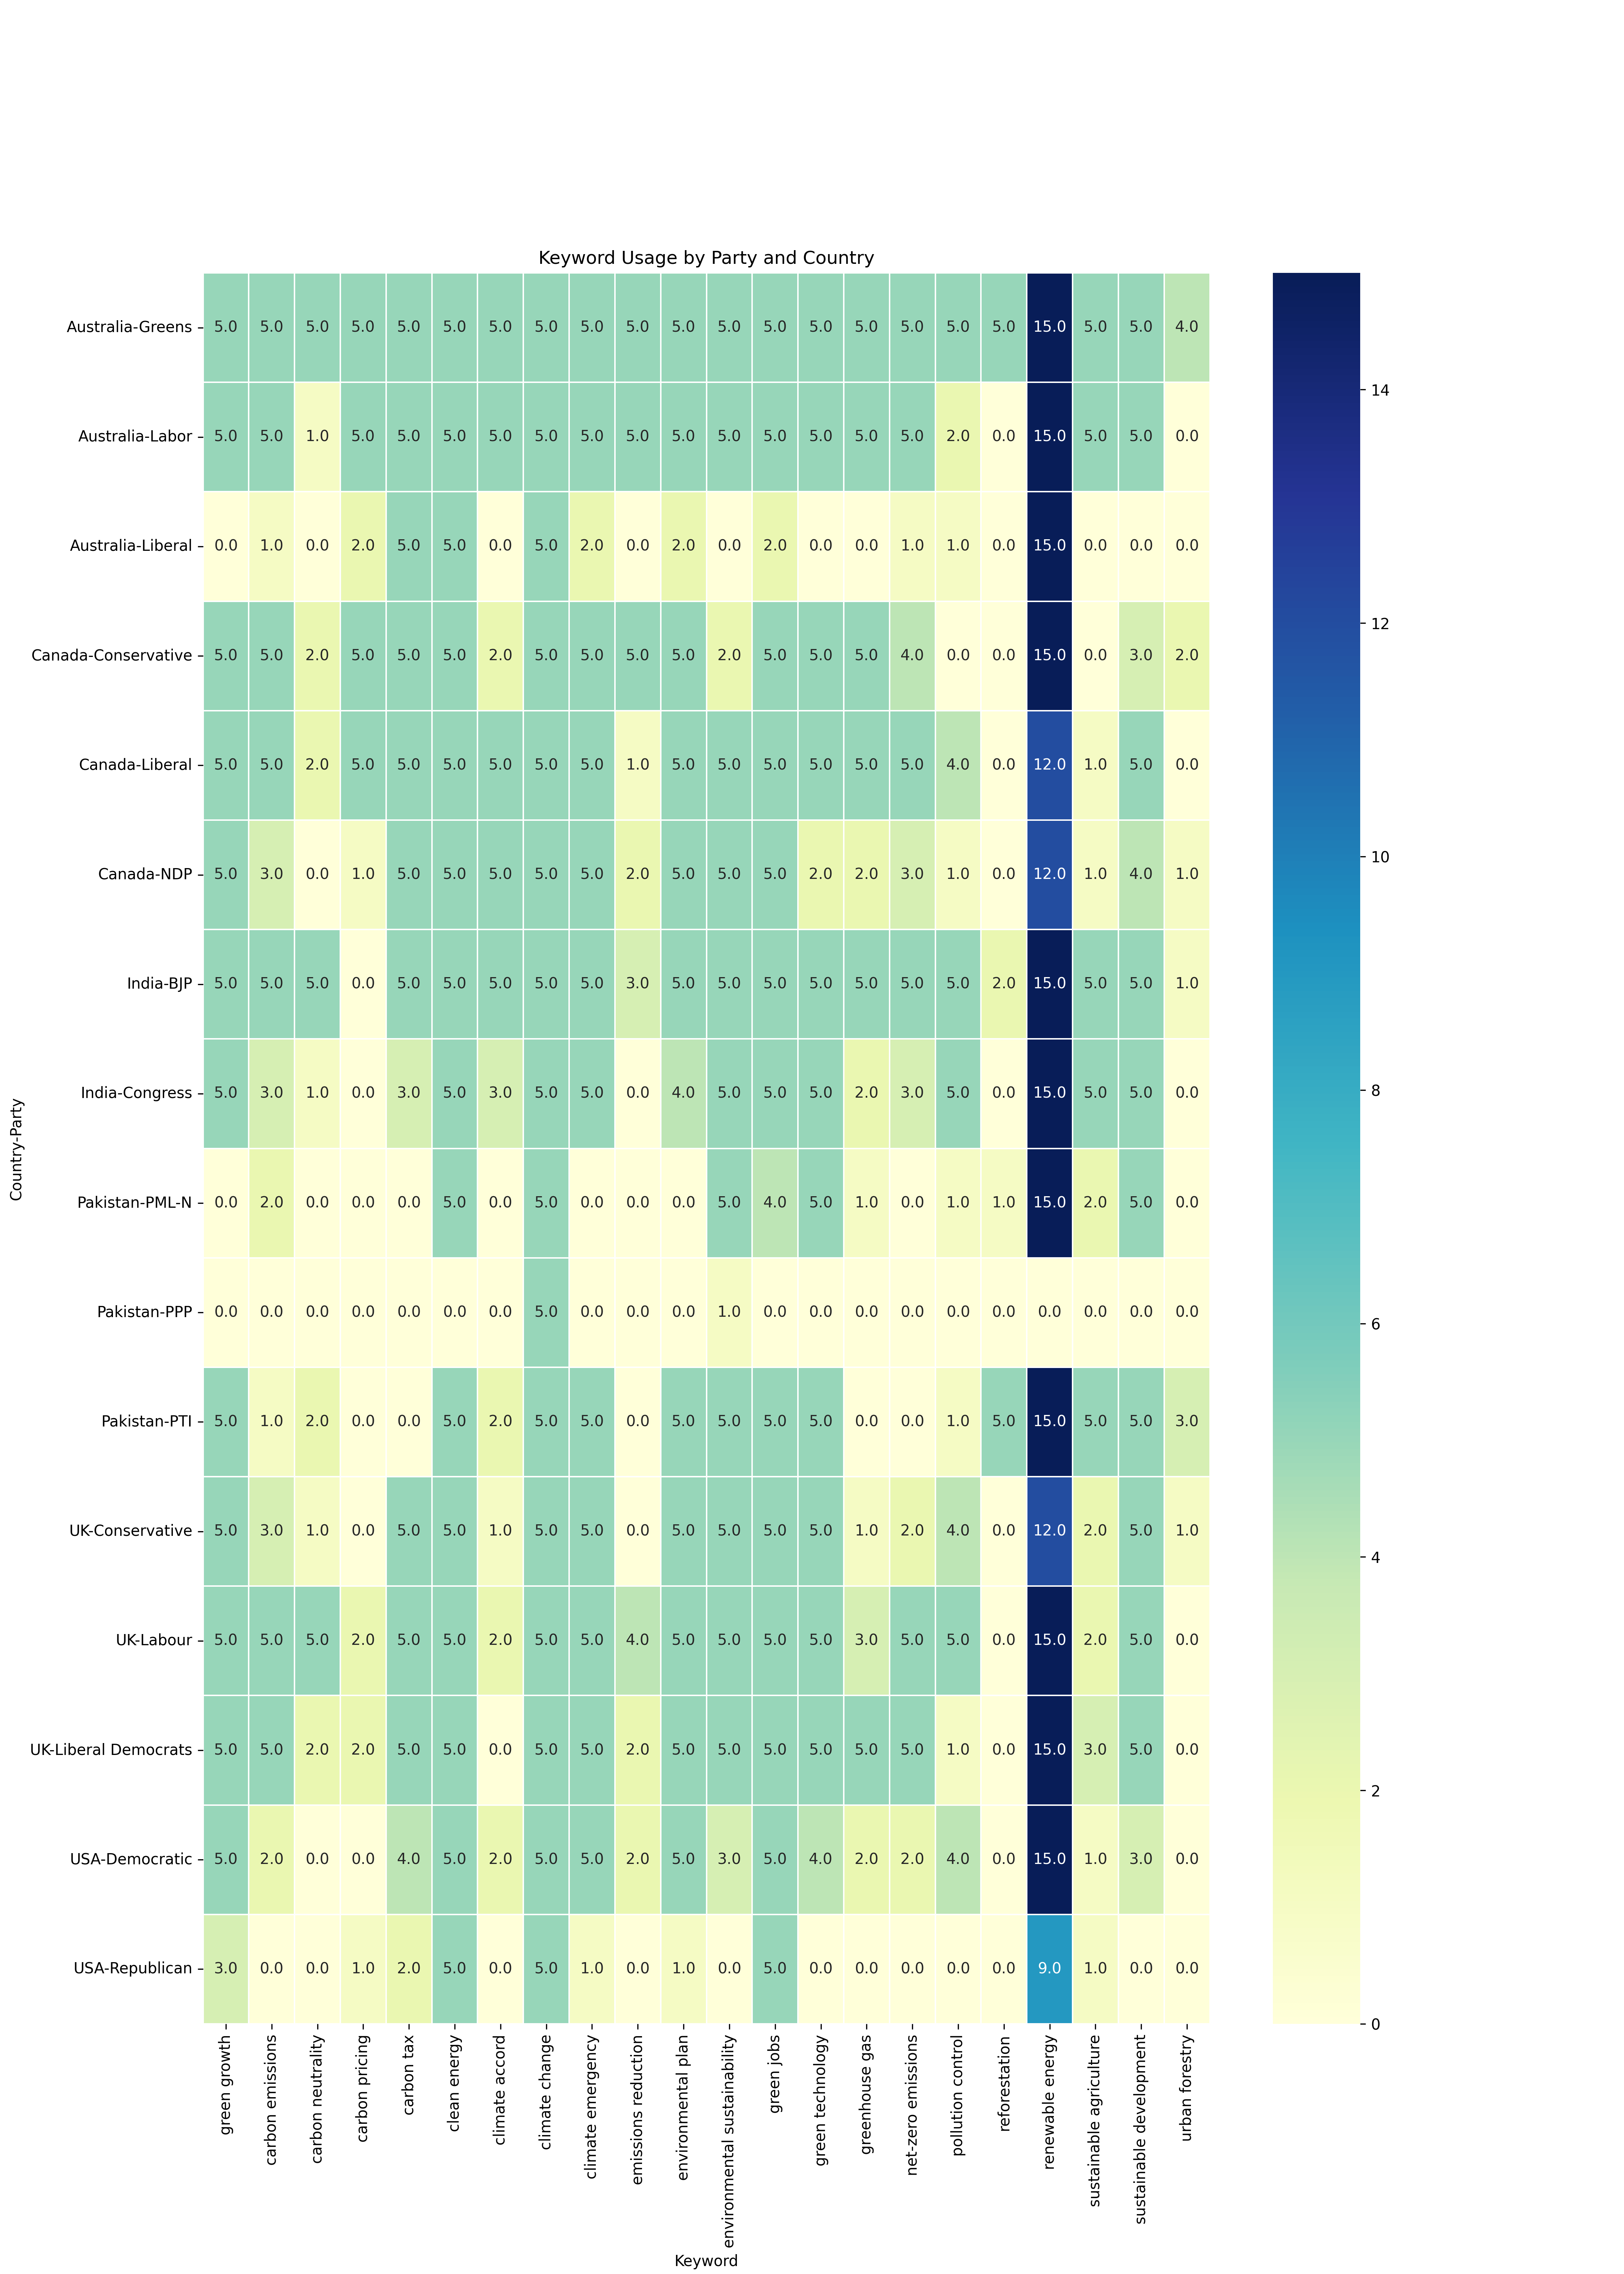 Keyword Usage by Party and Country
Australia-Greens 5.0 5.0 5.0 5.0 5.0 5.0 5.0 5.0 5.0 5.0 5.0 5.0 5.0 5.0 5.0 5.0 5.0 5.0 15.0 5.0 5.0 4.0
14
Australia-Labor 5.0 5.0 1.0 5.0 5.0 5.0 5.0 5.0 5.0 5.0 5.0 5.0 5.0 5.0 5.0 5.0 2.0 0.0 15.0 5.0 5.0 0.0
Australia-Liberal 0.0 1.0 0.0 2.0 5.0 5.0 0.0 5.0 2.0 0.0 2.0 0.0 2.0 0.0 0.0 1.0 1.0 0.0 15.0 0.0 0.0 0.0
12
Canada-Conservative 5.0 5.0 2.0 5.0 5.0 5.0 2.0 5.0 5.0 5.0 5.0 2.0 5.0 5.0 5.0 4.0 0.0 0.0 15.0 0.0 3.0 2.0
Canada-Liberal 5.0 5.0 2.0 5.0 5.0 5.0 5.0 5.0 5.0 1.0 5.0 5.0 5.0 5.0 5.0 5.0 4.0 0.0 12.0 1.0 5.0 0.0
10
Canada-NDP 5.0 3.0 0.0 1.0 5.0 5.0 5.0 5.0 5.0 2.0 5.0 5.0 5.0 2.0 2.0 3.0 1.0 0.0 12.0 1.0 4.0 1.0
India-BJP 5.0 5.0 5.0 0.0 5.0 5.0 5.0 5.0 5.0 3.0 5.0 5.0 5.0 5.0 5.0 5.0 5.0 2.0 15.0 5.0 5.0 1.0
8
India-Congress 5.0 3.0 1.0 0.0 3.0 5.0 3.0 5.0 5.0 0.0 4.0 5.0 5.0 5.0 2.0 3.0 5.0 0.0 15.0 5.0 5.0 0.0
Country-Party
Pakistan-PML-N 0.0 2.0 0.0 0.0 0.0 5.0 0.0 5.0 0.0 0.0 0.0 5.0 4.0 5.0 1.0 0.0 1.0 1.0 15.0 2.0 5.0 0.0
Pakistan-PPP 0.0 0.0 0.0 0.0 0.0 0.0 0.0 5.0 0.0 0.0 0.0 1.0 0.0 0.0 0.0 0.0 0.0 0.0 0.0 0.0 0.0 0.0
6
Pakistan-PTI 5.0 1.0 2.0 0.0 0.0 5.0 2.0 5.0 5.0 0.0 5.0 5.0 5.0 5.0 0.0 0.0 1.0 5.0 15.0 5.0 5.0 3.0
UK-Conservative 5.0 3.0 1.0 0.0 5.0 5.0 1.0 5.0 5.0 0.0 5.0 5.0 5.0 5.0 1.0 2.0 4.0 0.0 12.0 2.0 5.0 1.0
4
UK-Labour 5.0 5.0 5.0 2.0 5.0 5.0 2.0 5.0 5.0 4.0 5.0 5.0 5.0 5.0 3.0 5.0 5.0 0.0 15.0 2.0 5.0 0.0
UK-Liberal Democrats 5.0 5.0 2.0 2.0 5.0 5.0 0.0 5.0 5.0 2.0 5.0 5.0 5.0 5.0 5.0 5.0 1.0 0.0 15.0 3.0 5.0 0.0
2
USA-Democratic 5.0 2.0 0.0 0.0 4.0 5.0 2.0 5.0 5.0 2.0 5.0 3.0 5.0 4.0 2.0 2.0 4.0 0.0 15.0 1.0 3.0 0.0
USA-Republican 3.0 0.0 0.0 1.0 2.0 5.0 0.0 5.0 1.0 0.0 1.0 0.0 5.0 0.0 0.0 0.0 0.0 0.0 9.0 1.0 0.0 0.0
0
green growth
carbon emissions
carbon neutrality
carbon pricing
carbon tax
clean energy
climate accord
climate change
climate emergency
emissions reduction
environmental plan
environmental sustainability
green jobs
green technology
greenhouse gas
net-zero emissions
pollution control
reforestation
renewable energy
sustainable agriculture
sustainable development
urban forestry
Keyword